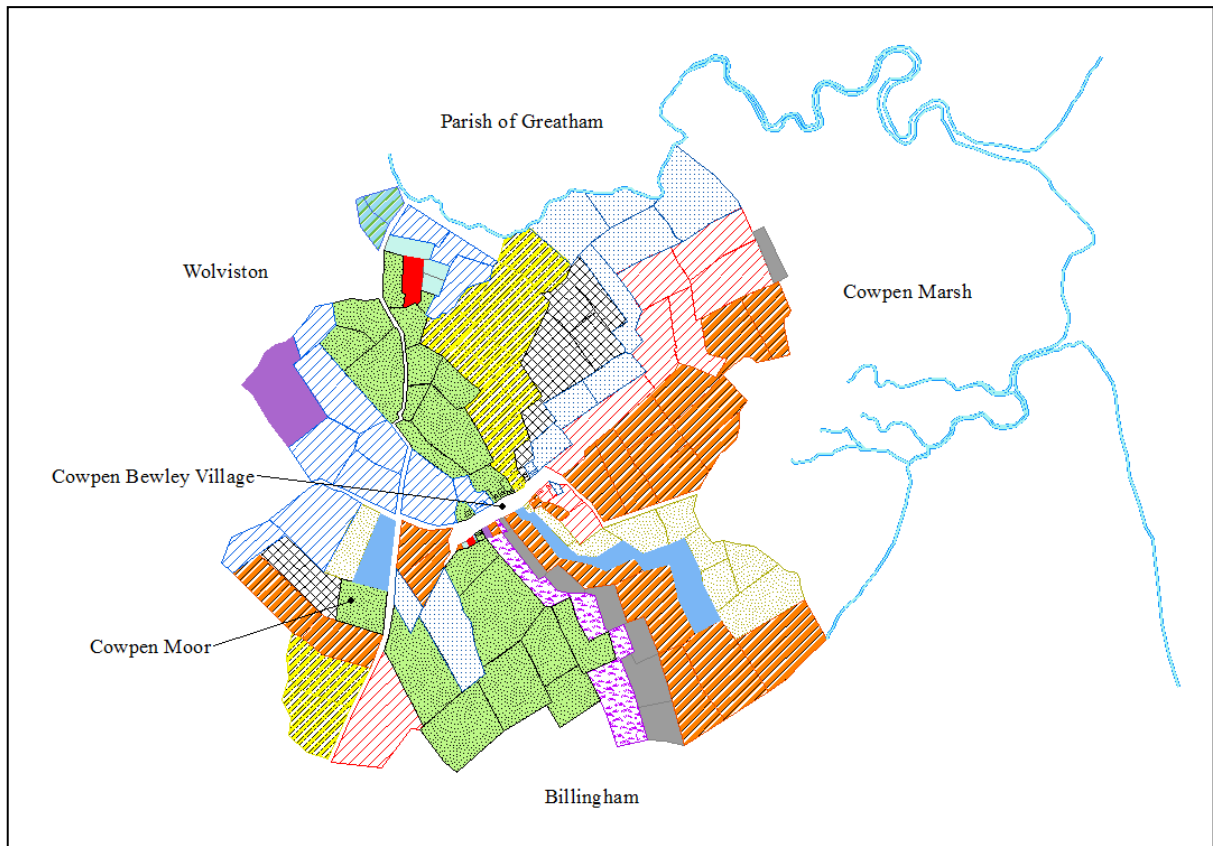 Parish of Greatham
Wolviston
Cowpen Marsh
Cowpen Bewley Village
Cowpen Moor
Billingham